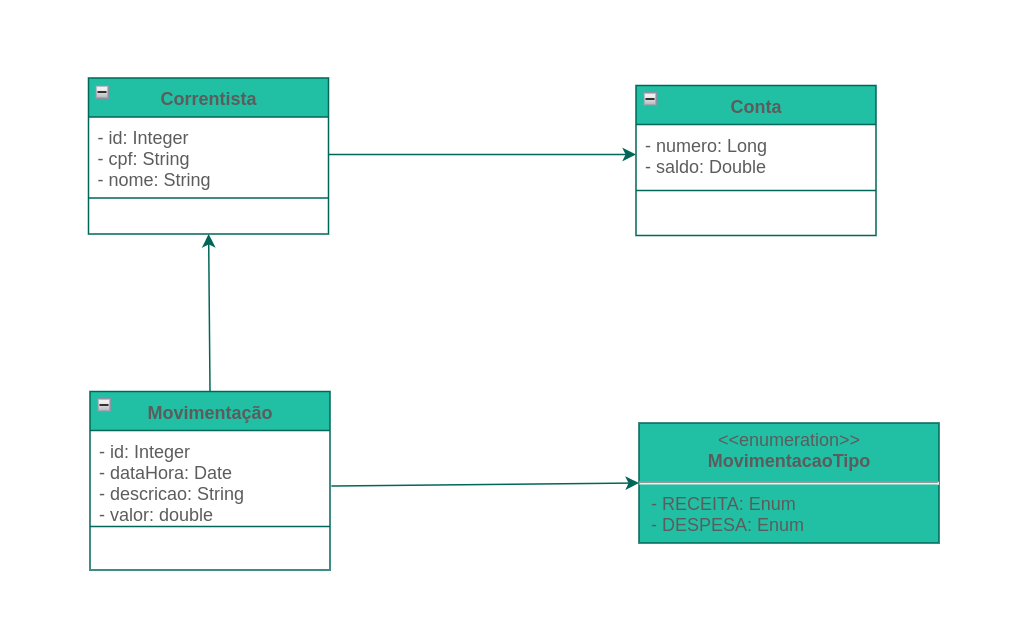 Correntista
- id: Integer
- cpf: String
- nome: String
Conta
- numero: Long
- saldo: Double
Movimentação
- id: Integer
- dataHora: Date
- descricao: String
- valor: double
<<enumeration>>
MovimentacaoTipo
- RECEITA: Enum
- DESPESA: Enum